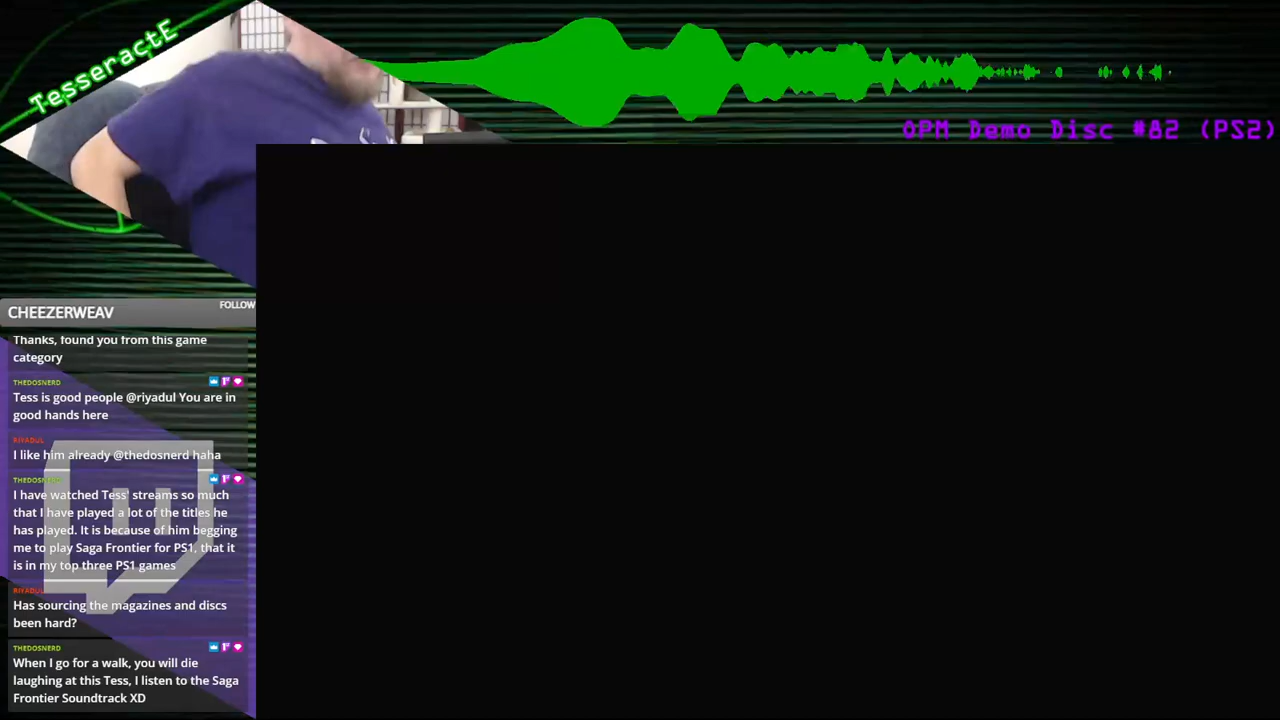 TesseractE
OPM Demo Disc #82 (PS2)
CHEEZERWEAV
FOLLOW
Thanks, found you from this game
category
THEDOSNERD
Tess is good people @riyadul You are in
good hands here
RIYADUL
I like him already @thedosnerd haha
THEDOSNERD
I have watched Tess' streams so much
that I have played a lot of the titles he
has played. It is because of him begging
me to play Saga Frontier for PS1, that it
is in my top three PS1 games
RIYADUL
Has sourcing the magazines and discs
been hard?
THEDOSNERD
When I go for a walk, you will die
laughing at this Tess, I listen to the Saga
Frontier Soundtrack XD